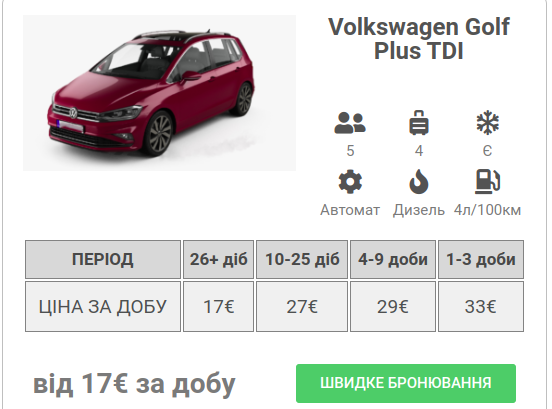 Volkswagen Golf
Plus TDI
5 4 Є
Автомат Дизель 4л/100км
ПЕРІОД 26+ діб 10-25 діб 4-9 доби 1-3 доби
ЦІНА ЗА ДОБУ 17€ 27€ 29€ 33€
від 17€ за добу
ШВИДКЕ БРОНЮВАННЯ